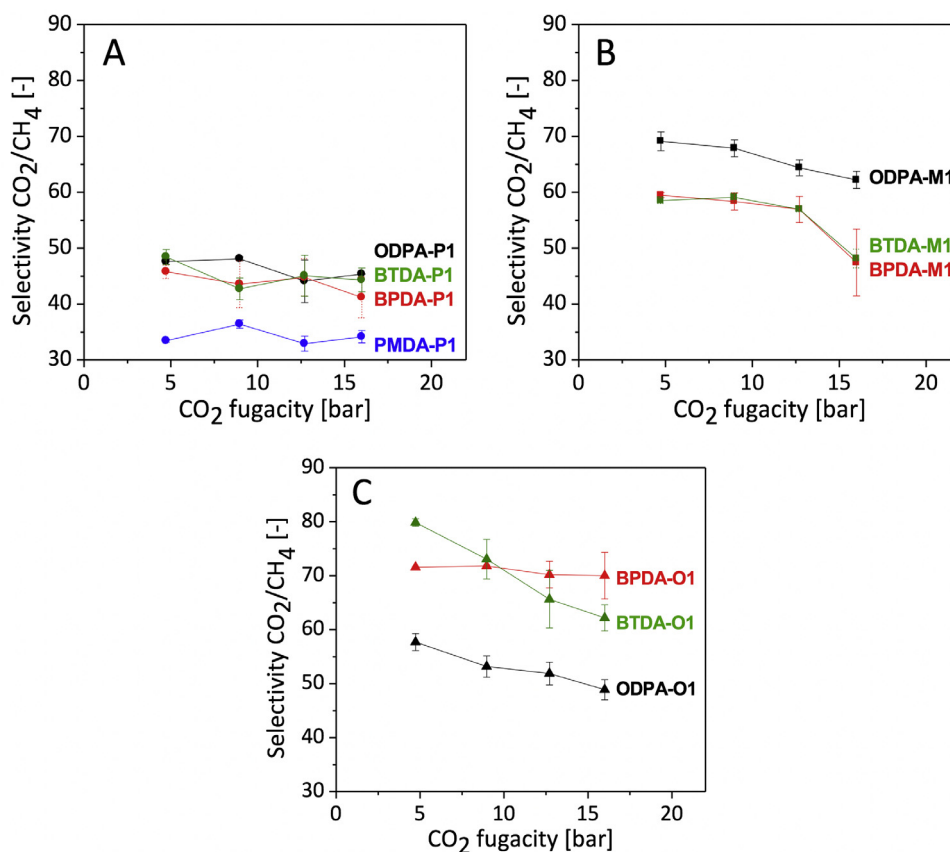 A
90
80
70
60
50
40
30
Selectivity CO2/CH4 [-]
ODPA-P1
BTDA-P1
BPDA-P1
PMDA-P1
0 5 10 15 20
CO2 fugacity [bar]
B
90
80
70
60
50
40
30
Selectivity CO2/CH4 [-]
ODPA-M1
BTDA-M1
BPDA-M1
0 5 10 15 20
CO2 fugacity [bar]
C
90
80
70
60
50
40
30
Selectivity CO2/CH4 [-]
BPDA-O1
BTDA-O1
ODPA-O1
0 5 10 15 20
CO2 fugacity [bar]